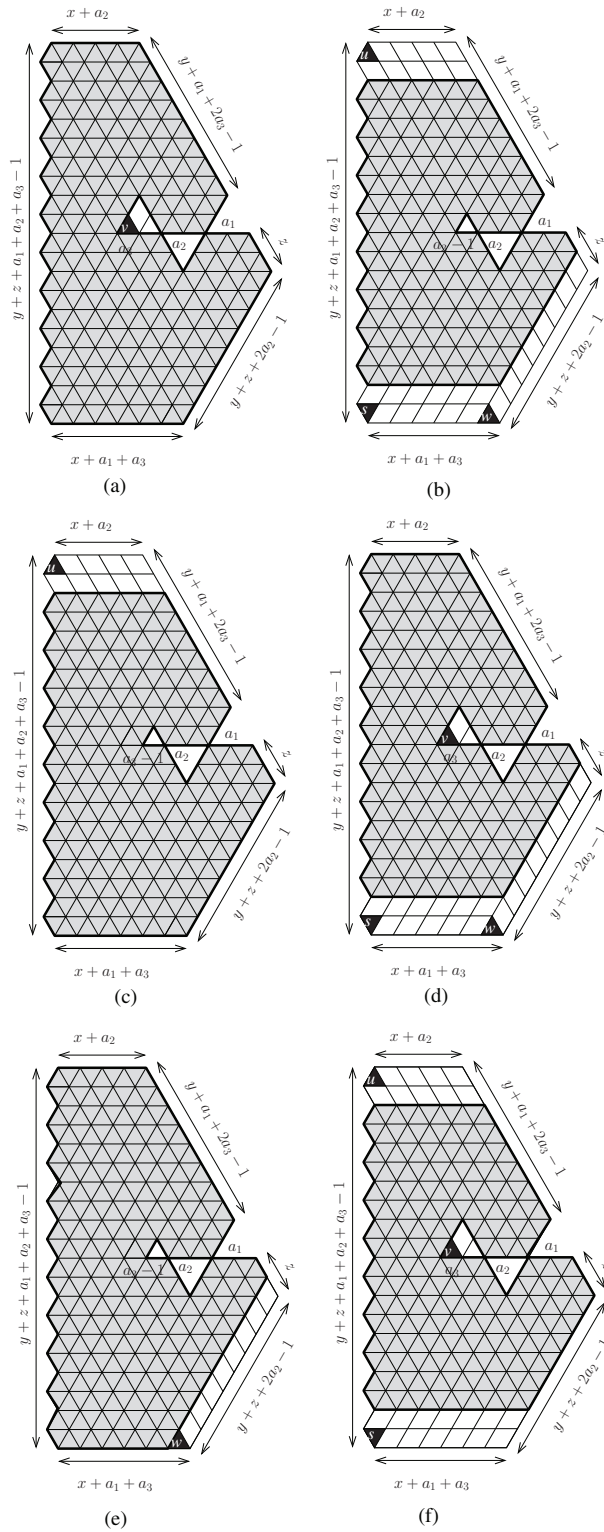 x + a₂
y + a₁ + 2a₃ − 1
y + z + a₁ + a₂ + a₃ − 1
v
a₃
a₂
a₁
z
y + z + 2a₂ − 1
x + a₁ + a₃
(a)
x + a₂
u
y + a₁ + 2a₃ − 1
y + z + a₁ + a₂ + a₃ − 1
a₃ − 1
a₂
a₁
z
y + z + 2a₂ − 1
s
w
x + a₁ + a₃
(b)
x + a₂
u
y + a₁ + 2a₃ − 1
y + z + a₁ + a₂ + a₃ − 1
a₃ − 1
a₂
a₁
z
y + z + 2a₂ − 1
x + a₁ + a₃
(c)
x + a₂
y + a₁ + 2a₃ − 1
y + z + a₁ + a₂ + a₃ − 1
v
a₃
a₂
a₁
z
y + z + 2a₂ − 1
s
w
x + a₁ + a₃
(d)
x + a₂
y + a₁ + 2a₃ − 1
y + z + a₁ + a₂ + a₃ − 1
a₃ − 1
a₂
a₁
z
y + z + 2a₂ − 1
w
x + a₁ + a₃
(e)
x + a₂
u
y + a₁ + 2a₃ − 1
y + z + a₁ + a₂ + a₃ − 1
v
a₃
a₂
a₁
z
y + z + 2a₂ − 1
s
x + a₁ + a₃
(f)